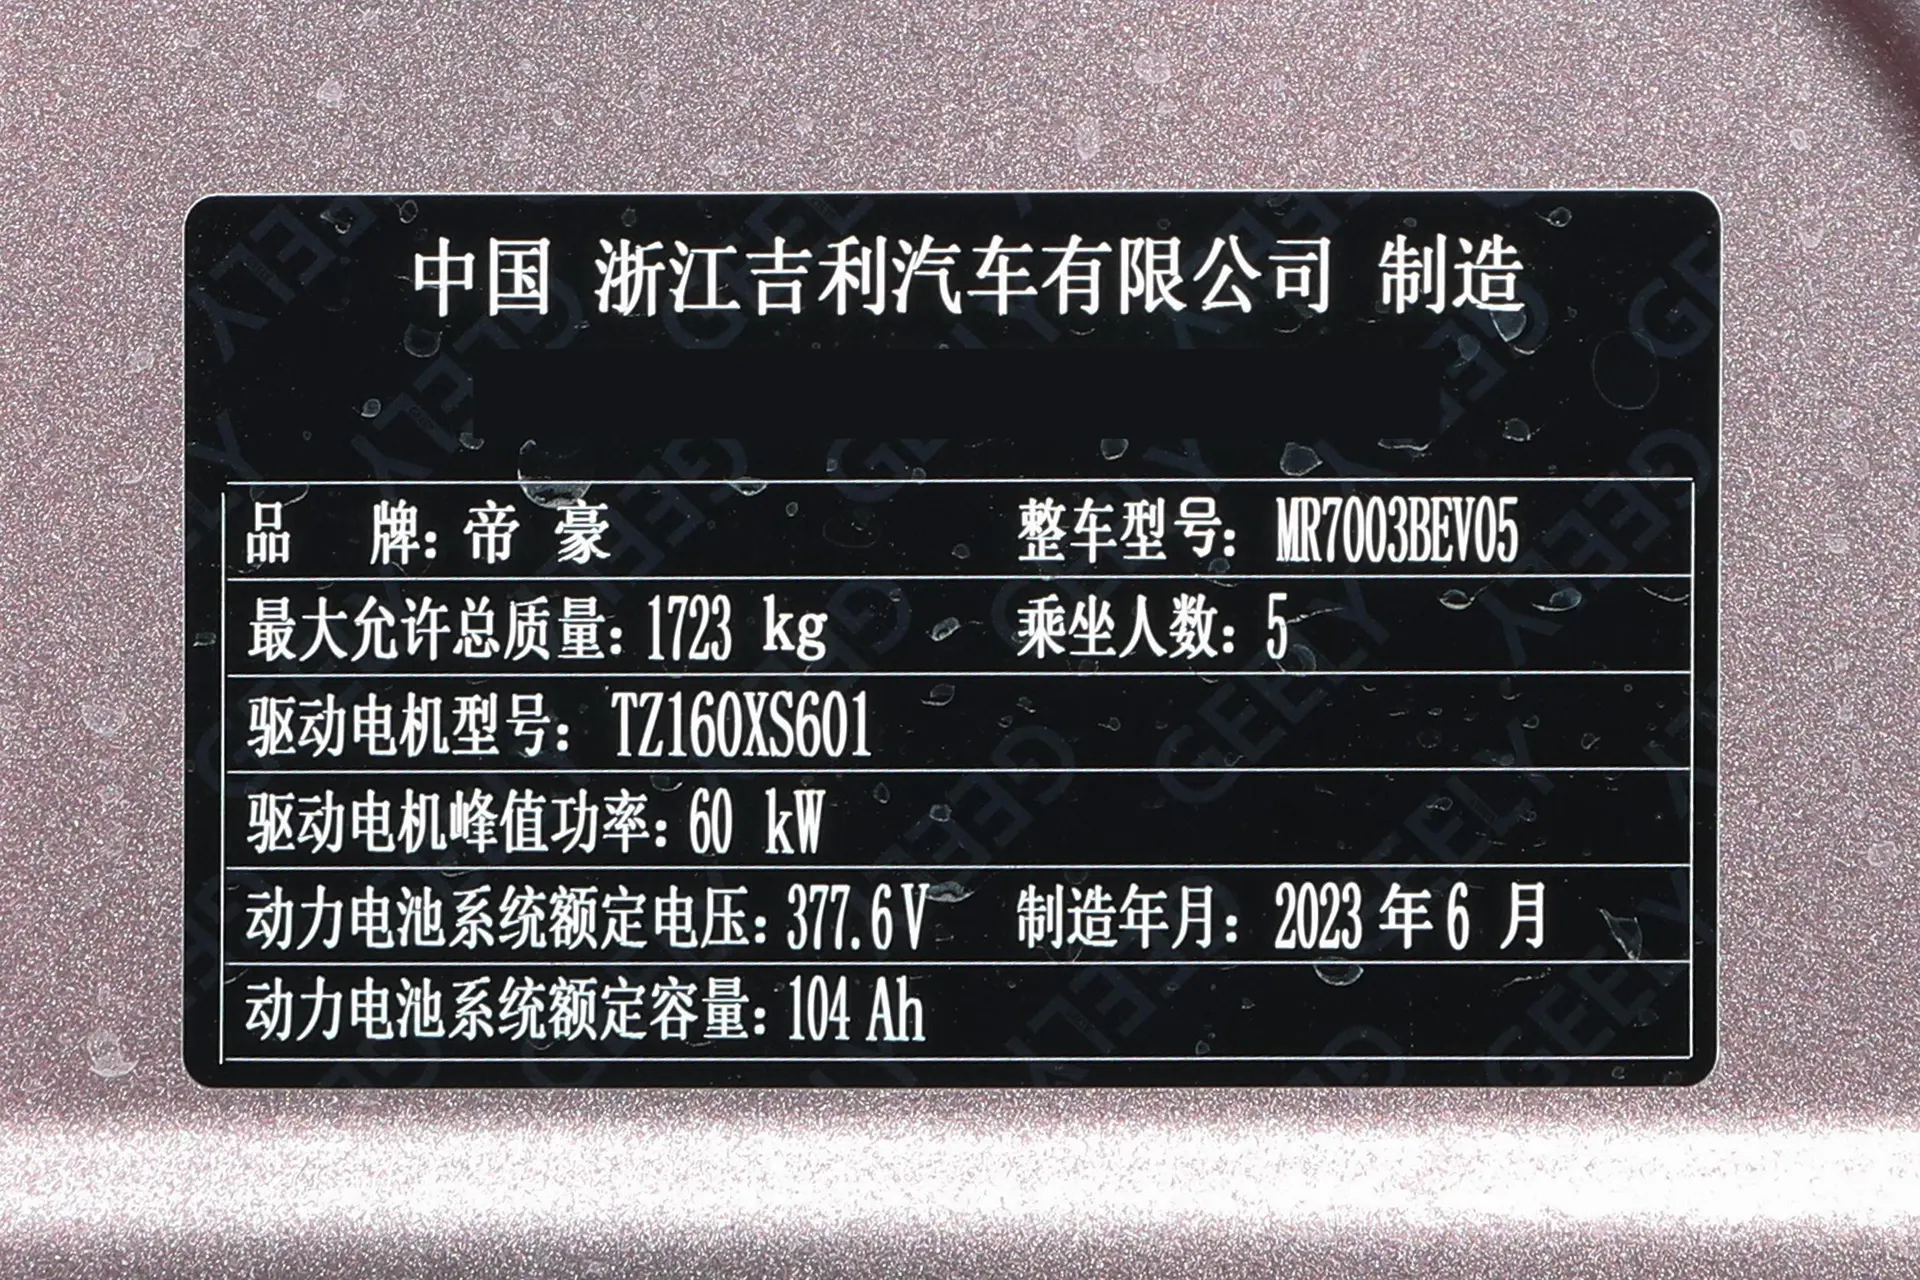 中国 浙江吉利汽车有限公司 制造
品 牌：帝 豪 整车型号：MR7003BEV05
最大允许总质量：1723 kg 乘坐人数：5
驱动电机型号：TZ160XS601
驱动电机峰值功率：60 kW
动力电池系统额定电压：377.6V 制造年月：2023年6 月
动力电池系统额定容量：104 Ah